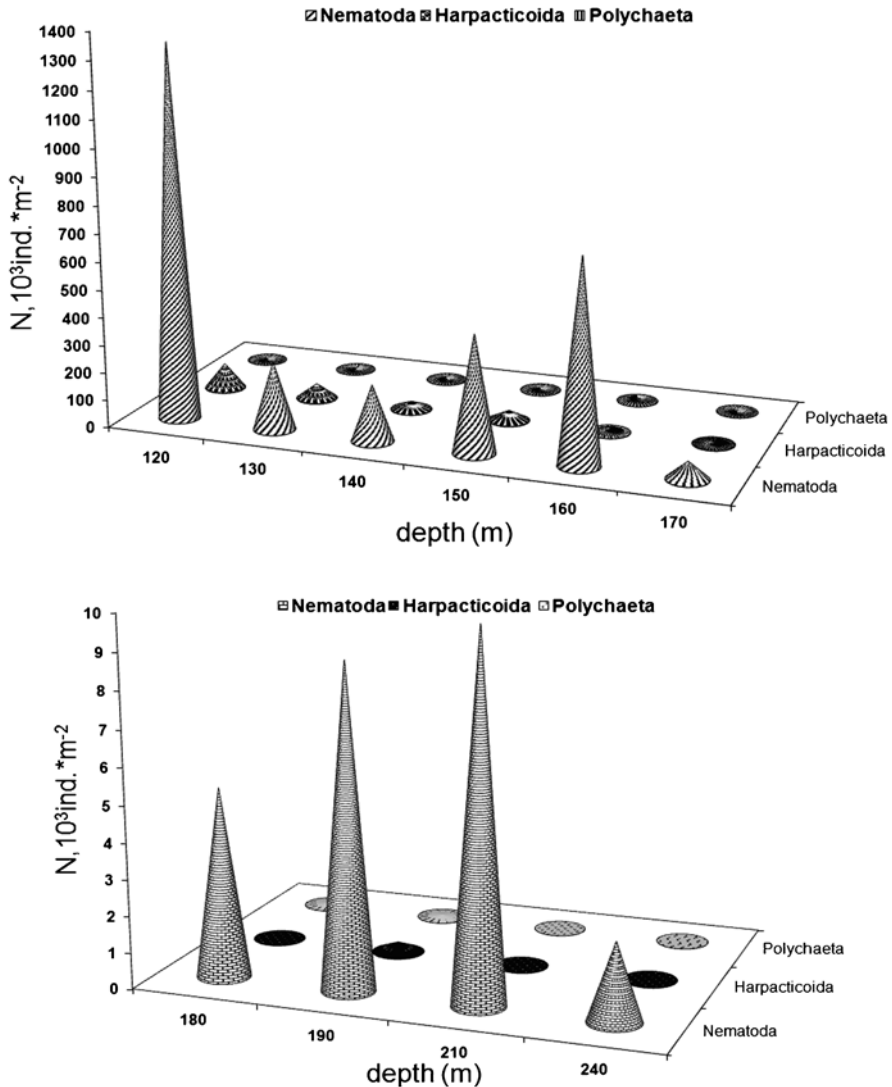 Nematoda Harpacticoida Polychaeta
1400
1300
1200
1100
1000
900
800
700
600
500
400
300
200
100
0
N,10³ind.*m⁻²
120 130 140 150 160 170
depth (m)
Polychaeta
Harpacticoida
Nematoda
Nematoda Harpacticoida Polychaeta
10
9
8
7
6
5
4
3
2
1
0
N,10³ind.*m⁻²
180 190 210 240
depth (m)
Polychaeta
Harpacticoida
Nematoda